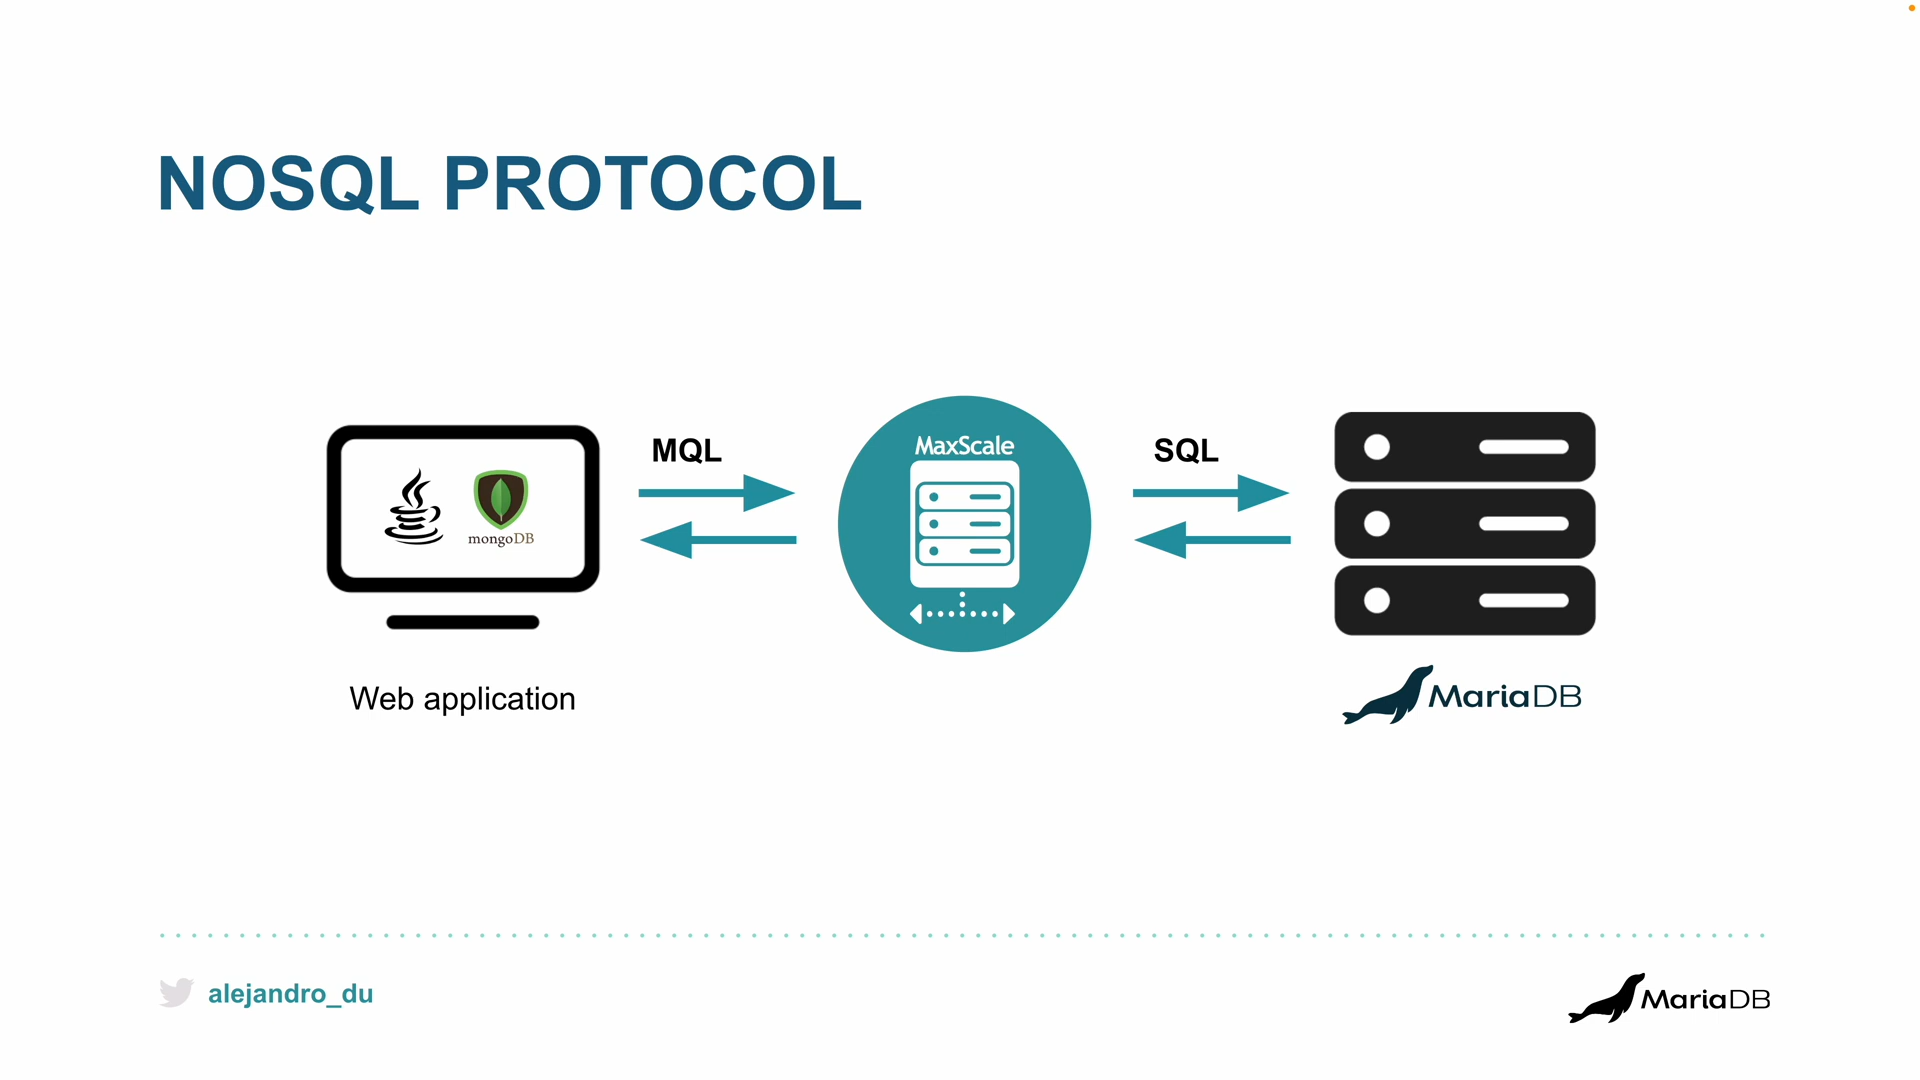 NOSQL PROTOCOL
MQL
MaxScale
SQL
mongoDB
Web application
MariaDB
alejandro_du
MariaDB